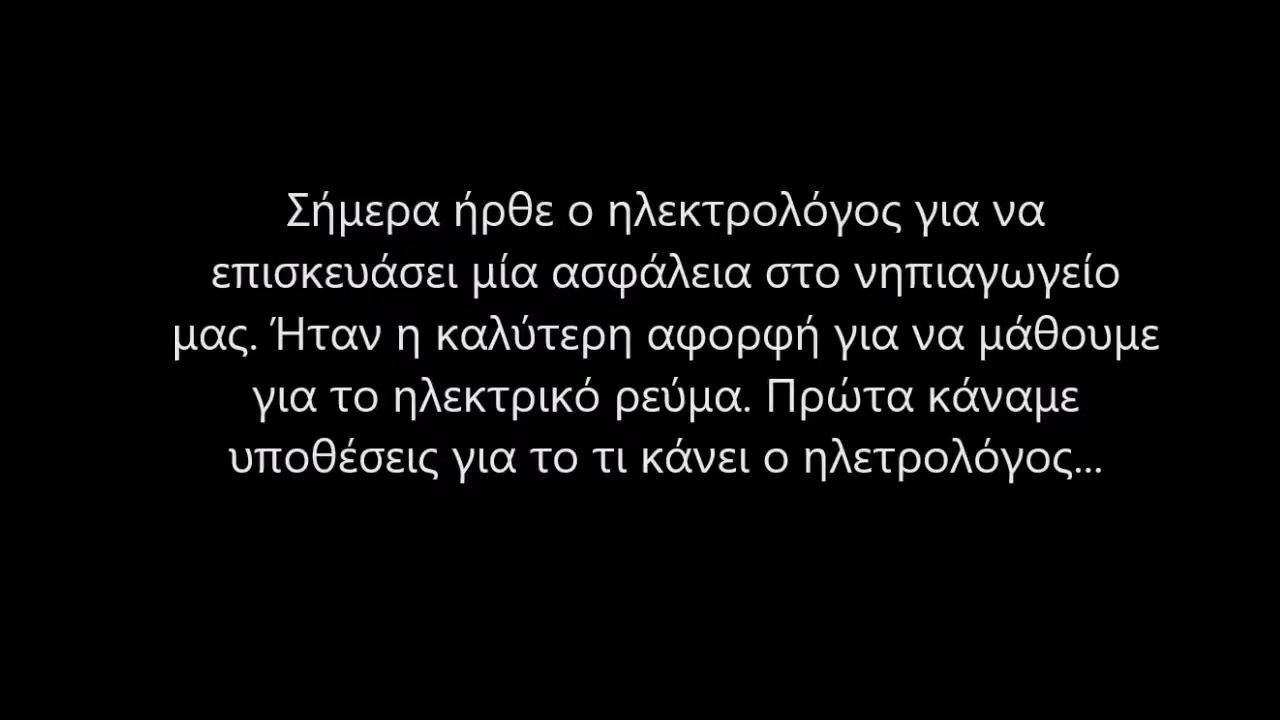 Σήμερα ήρθε ο ηλεκτρολόγος για να
επισκευάσει μία ασφάλεια στο νηπιαγωγείο
μας. Ήταν η καλύτερη αφορφή για να μάθουμε
για το ηλεκτρικό ρεύμα. Πρώτα κάναμε
υποθέσεις για το τι κάνει ο ηλετρολόγος...